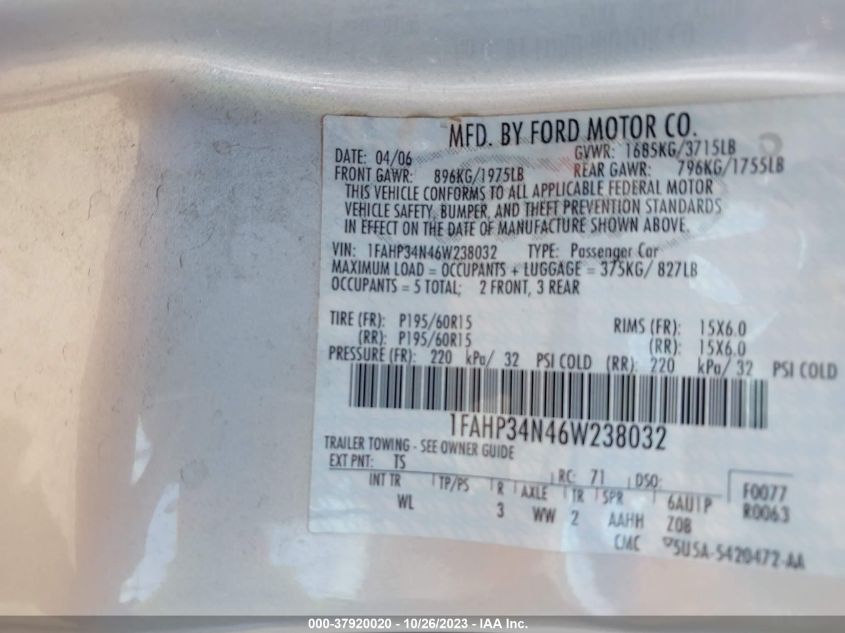 MFD. BY FORD MOTOR CO.
DATE: 04/06 GVWR: 1685KG/3715LB
FRONT GAWR: 896KG/1975LB REAR GAWR: 796KG/1755LB
THIS VEHICLE CONFORMS TO ALL APPLICABLE FEDERAL MOTOR
VEHICLE SAFETY, BUMPER, AND THEFT PREVENTION STANDARDS
IN EFFECT ON THE DATE OF MANUFACTURE SHOWN ABOVE.
VIN: 1FAHP34N46W238032 TYPE: Passenger Car
MAXIMUM LOAD = OCCUPANTS + LUGGAGE = 375KG/ 827LB
OCCUPANTS = 5 TOTAL; 2 FRONT, 3 REAR
TIRE (FR): P195/60R15 RIMS (FR): 15X6.0
(RR): P195/60R15 (RR): 15X6.0
PRESSURE (FR): 220 kPa/ 32 PSI COLD (RR): 220 kPa/ 32 PSI COLD
1FAHP34N46W238032
TRAILER TOWING - SEE OWNER GUIDE
EXT PNT: TS RC: 71 DSO:
INT TR TP/PS R AXLE TR SPR 6AU1P F0077
WL 3 WW 2 AAHH Z0B R0063
CMC 5U5A-5420472-AA
000-37920020 - 10/26/2023 - IAA Inc.